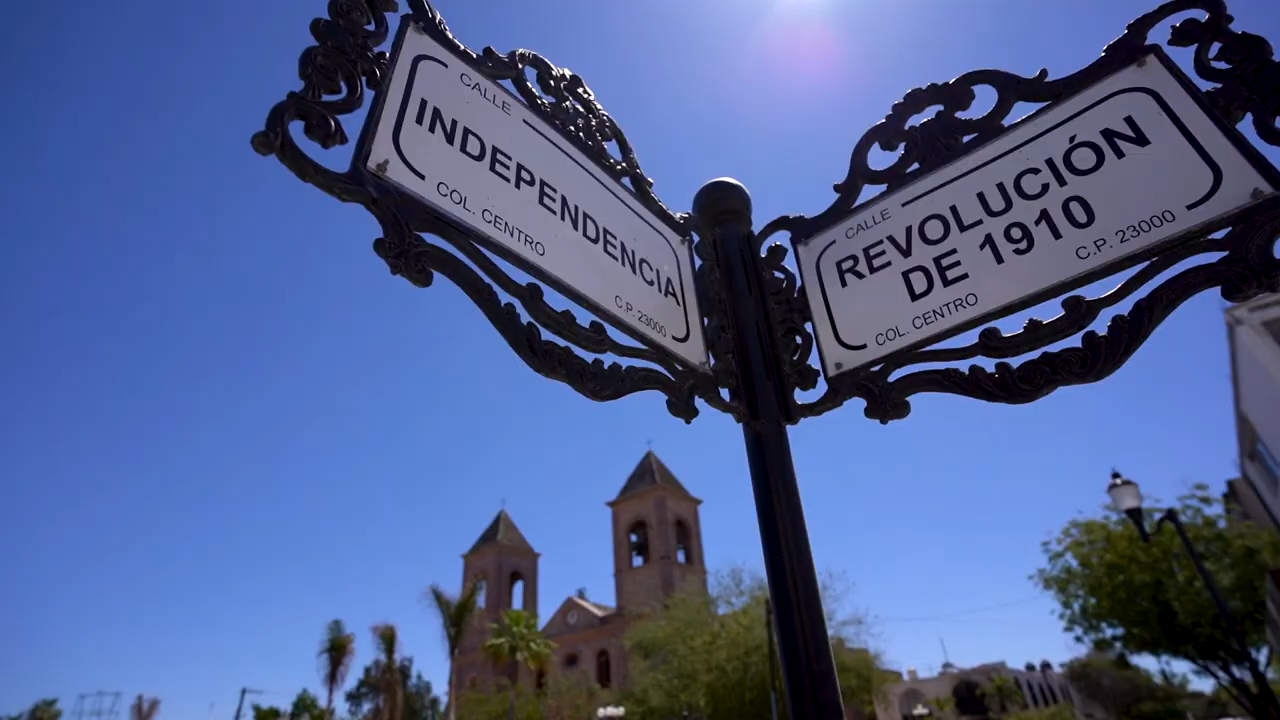 CALLE
INDEPENDENCIA
COL. CENTRO
C.P. 23000
CALLE
REVOLUCIÓN
DE 1910
COL. CENTRO
C.P. 23000